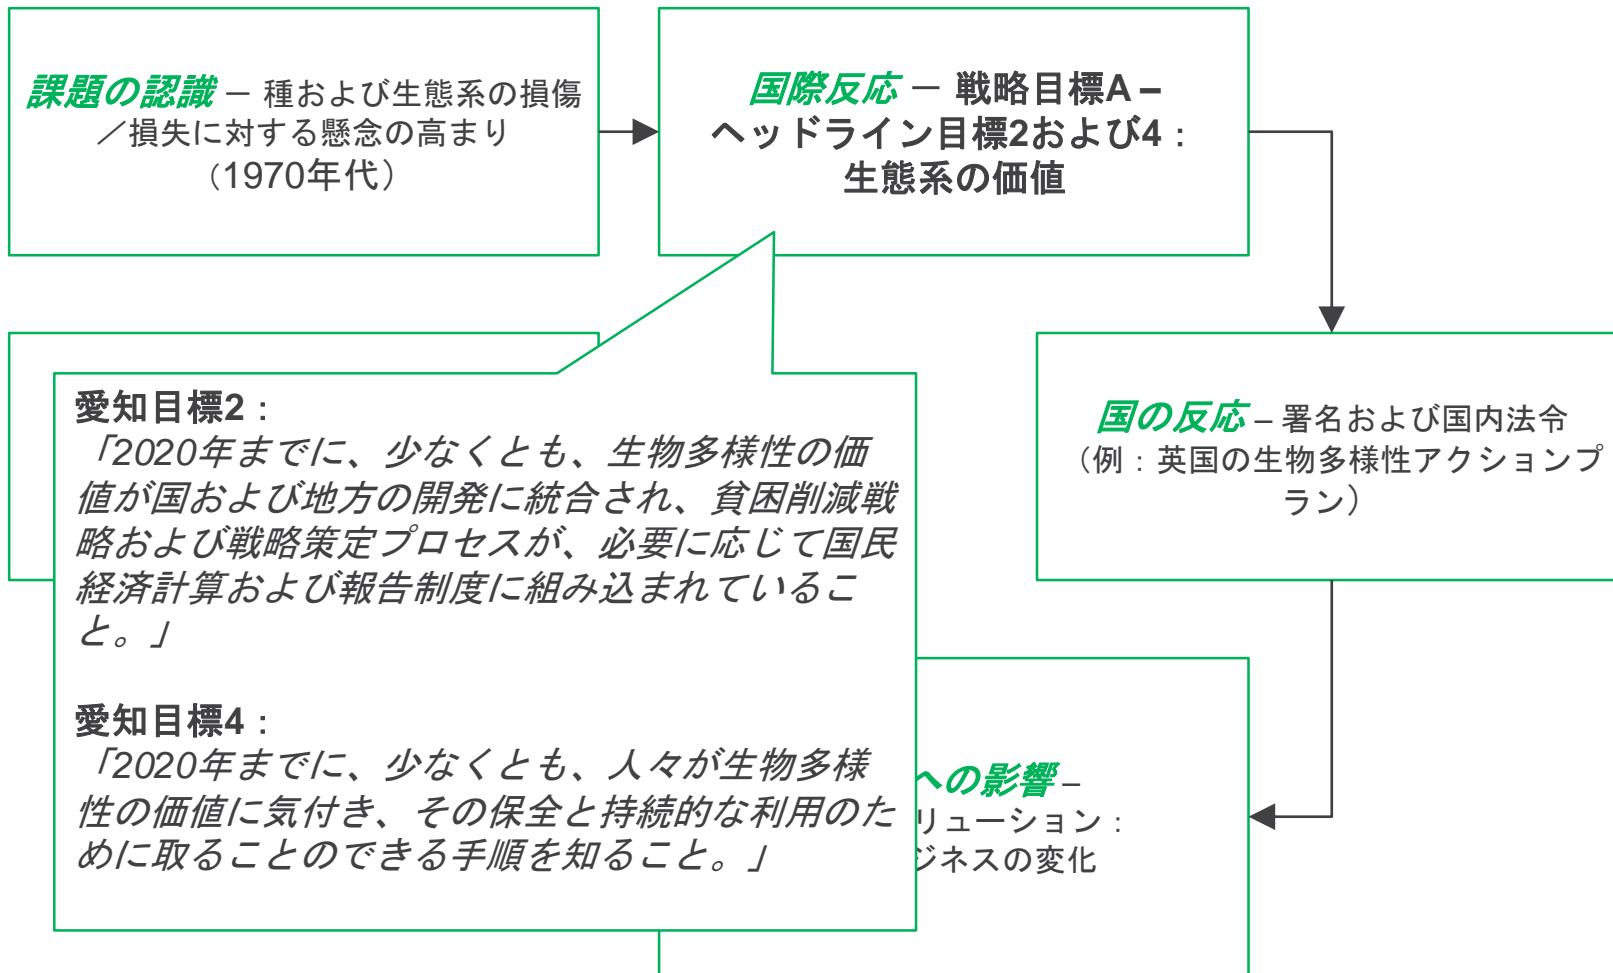 課題の認識 – 種および生態系の損傷
／損失に対する懸念の高まり
（1970年代）
国際反応 – 戦略目標A –
ヘッドライン目標2および4：
生態系の価値
国の反応 – 署名および国内法令
（例：英国の生物多様性アクションプ
ラン）
愛知目標2：
「2020年までに、少なくとも、生物多様性の価
値が国および地方の開発に統合され、貧困削減戦
略および戦略策定プロセスが、必要に応じて国民
経済計算および報告制度に組み込まれているこ
と。」
愛知目標4：
「2020年までに、少なくとも、人々が生物多様
性の価値に気付き、その保全と持続的な利用のた
めに取ることのできる手順を知ること。」
への影響 –
リューション：
ジネスの変化